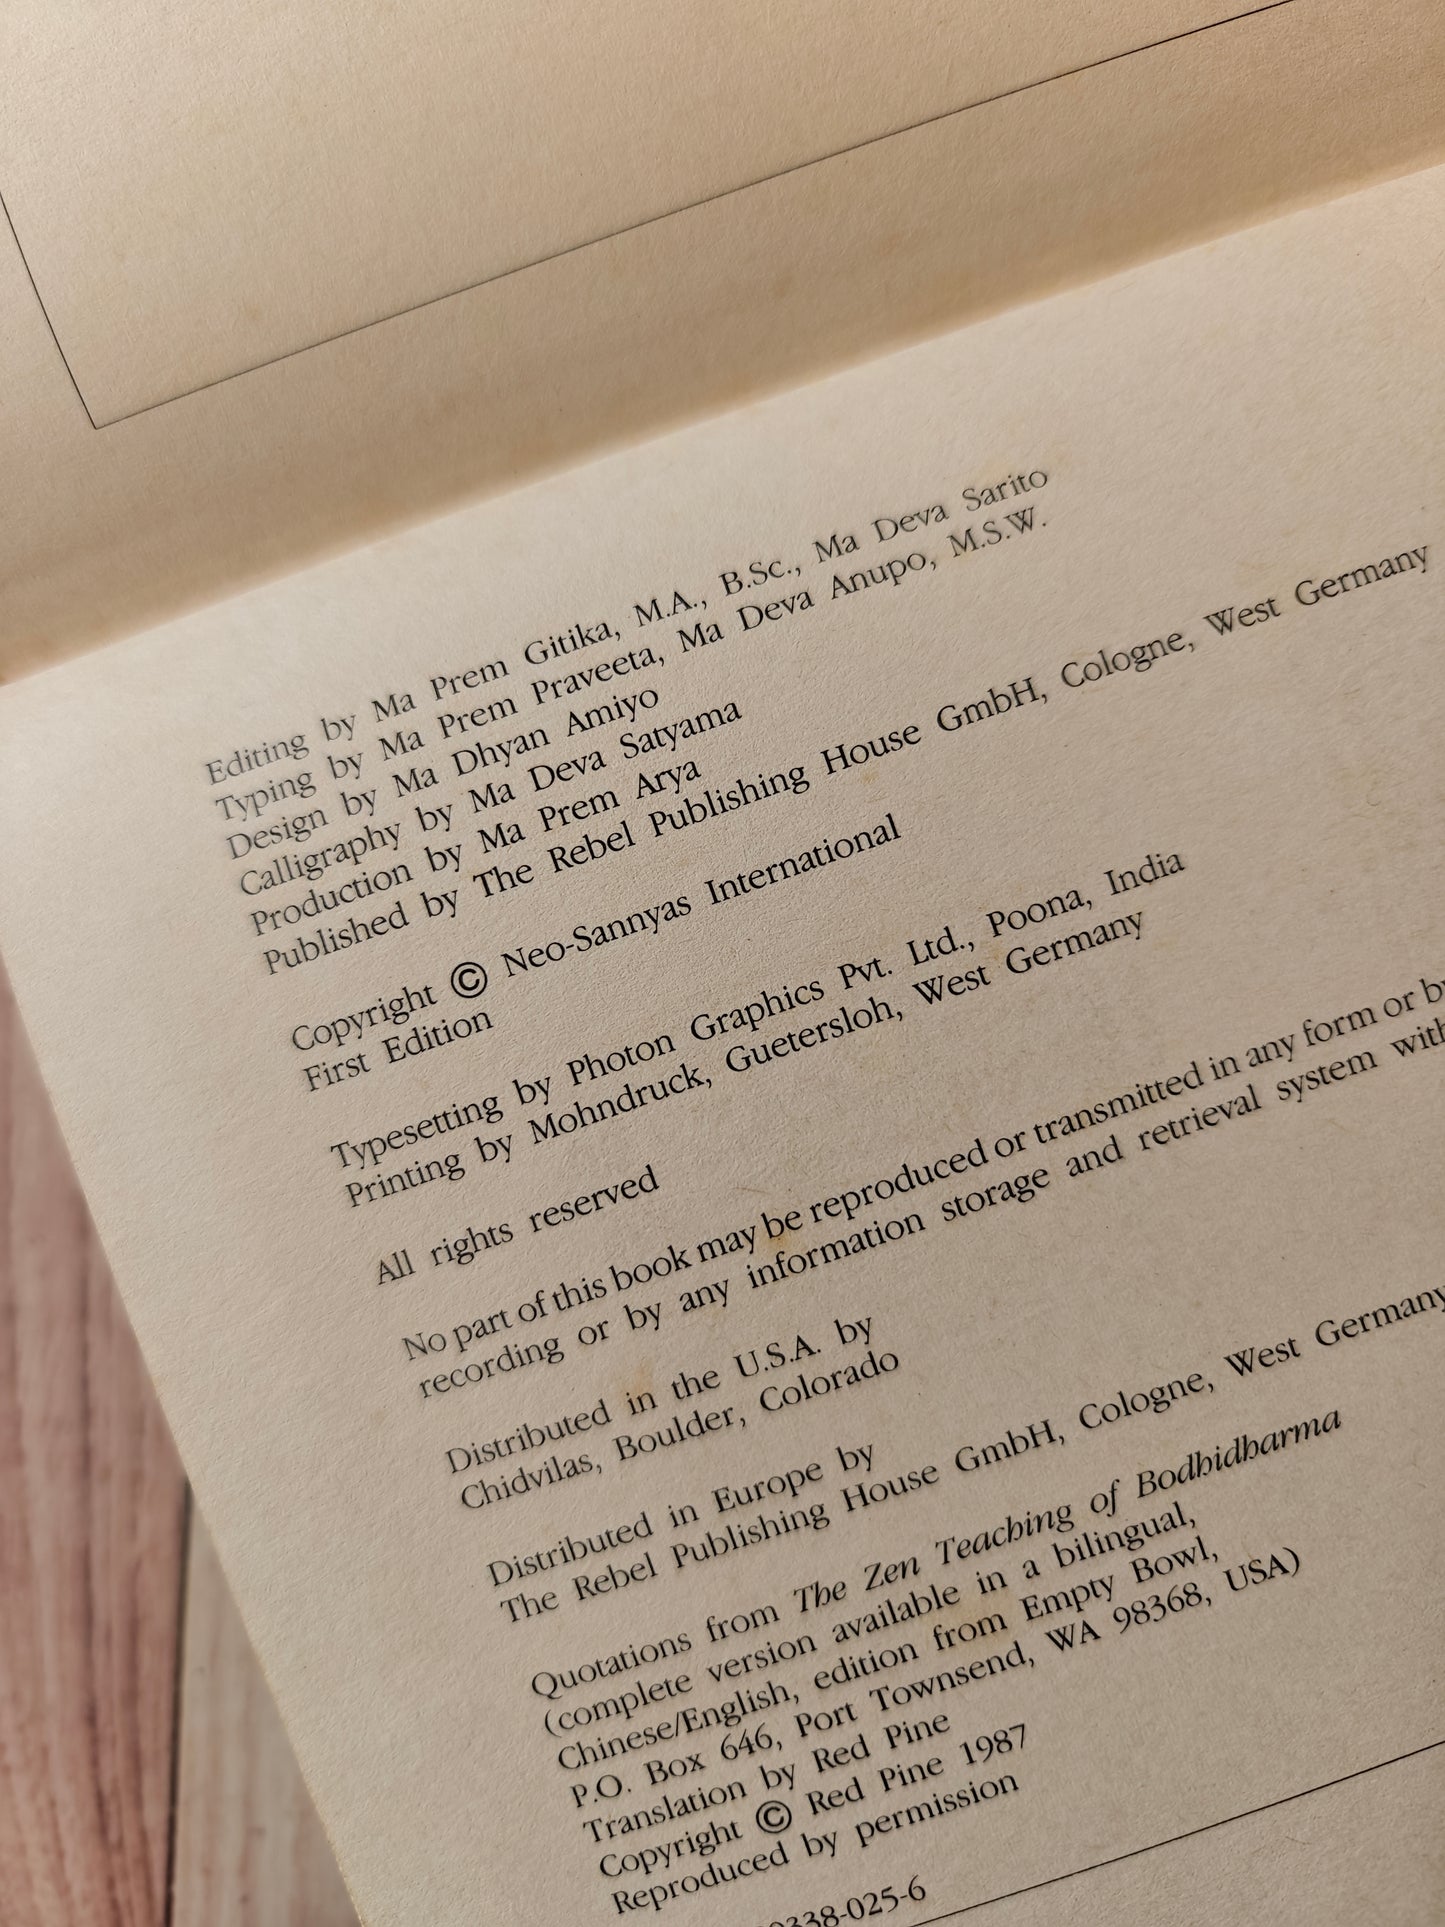 Editing by Ma Prem Gitika, M.A., B.Sc., Ma Deva Sarito
Typing by Ma Prem Praveeta, Ma Deva Anupo, M.S.W.
Design by Ma Dhyan Amiyo
Calligraphy by Ma Deva Satyama
Production by Ma Prem Arya
Published by The Rebel Publishing House GmbH, Cologne, West Germany
Copyright © Neo-Sannyas International
First Edition
Typesetting by Photon Graphics Pvt. Ltd., Poona, India
Printing by Mohndruck, Guetersloh, West Germany
All rights reserved
No part of this book may be reproduced or transmitted in any form or by
recording or by any information storage and retrieval system with
Distributed in the U.S.A. by
Chidvilas, Boulder, Colorado
Distributed in Europe by
The Rebel Publishing House GmbH, Cologne, West Germany
Quotations from The Zen Teaching of Bodhidharma
(complete version available in a bilingual,
Chinese/English, edition from Empty Bowl,
P.O. Box 646, Port Townsend, WA 98368, USA)
Translation by Red Pine
Copyright © Red Pine 1987
Reproduced by permission
338-025-6